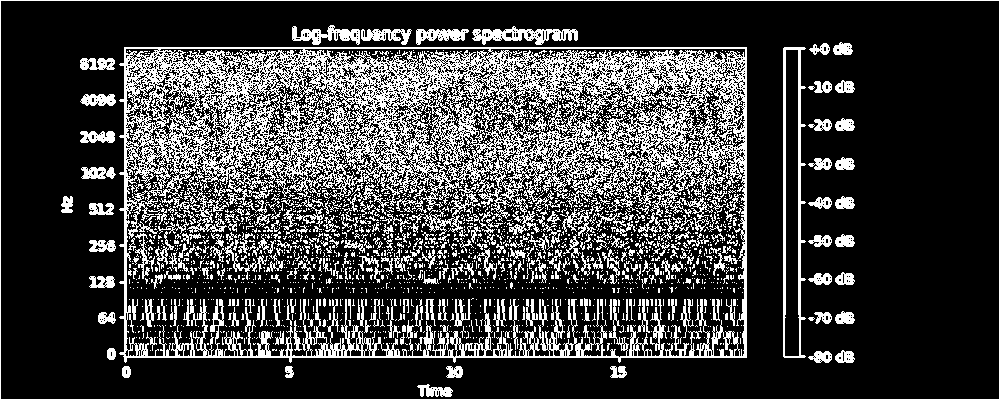 Log-frequency power spectrogram
Hz
8192
4096
2048
1024
512
256
128
64
0
0 5 10 15
Time
+0 dB
-10 dB
-20 dB
-30 dB
-40 dB
-50 dB
-60 dB
-70 dB
-80 dB